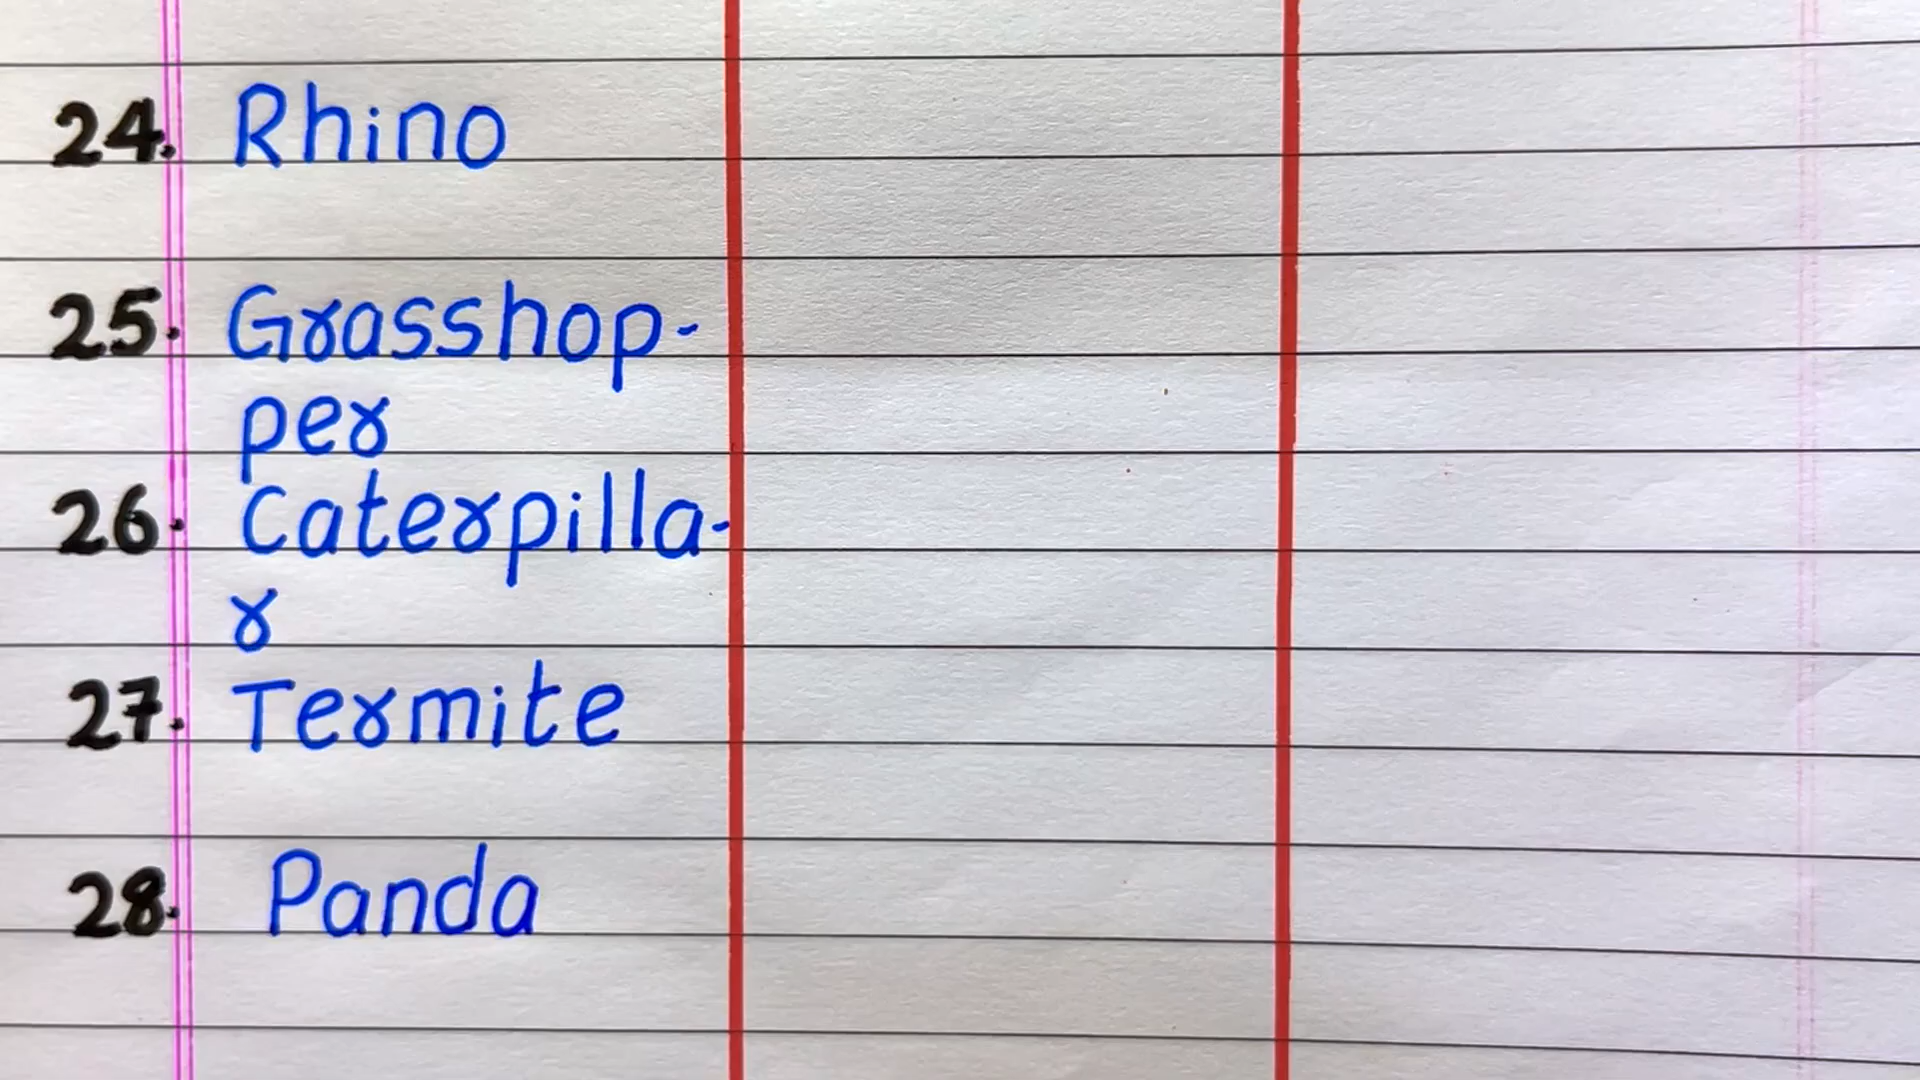 24. Rhino
25. Grasshop-
per
26. Caterpilla-
r
27. Termite
28. Panda